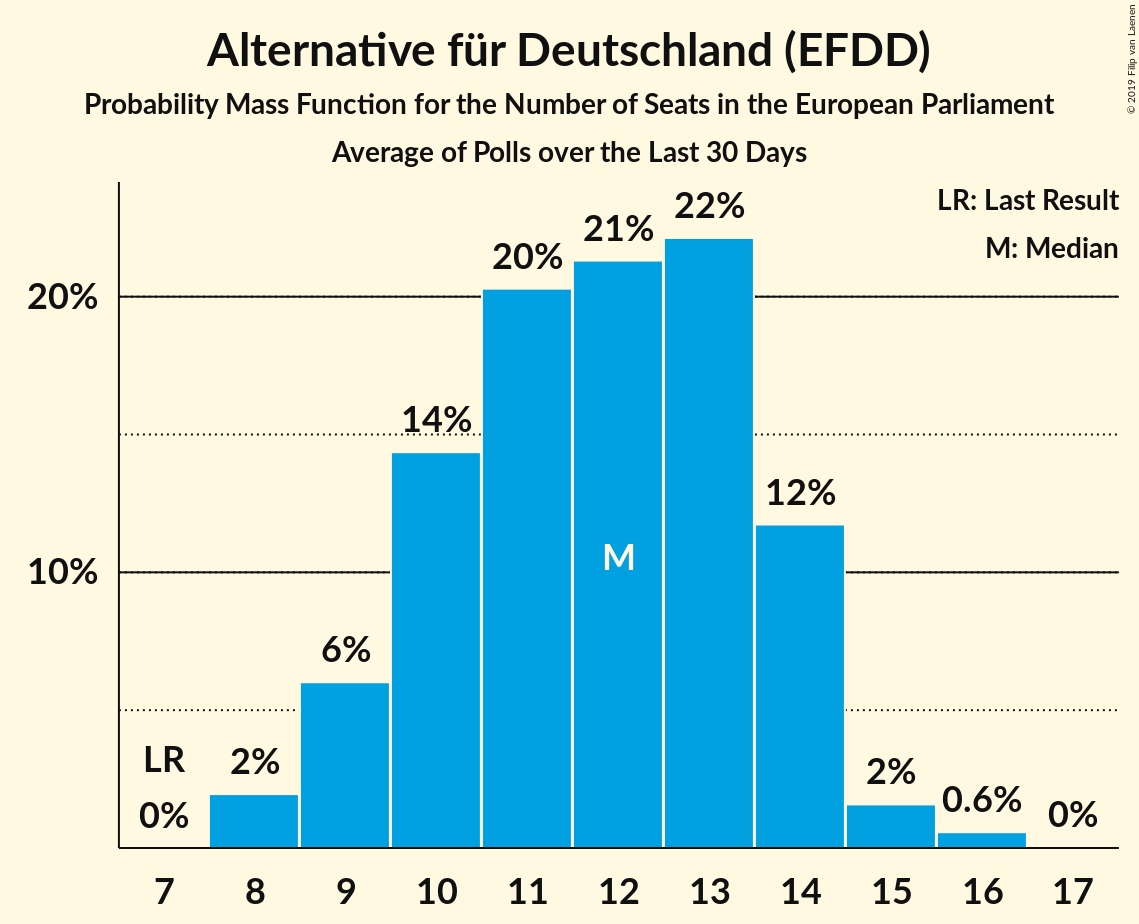 Alternative für Deutschland (EFDD)
Probability Mass Function for the Number of Seats in the European Parliament
Average of Polls over the Last 30 Days
© 2019 Filip van Laenen
LR: Last Result
M: Median
20%
10%
LR
0%
2%
6%
14%
20%
21%
22%
12%
2%
0.6%
0%
M
7 8 9 10 11 12 13 14 15 16 17